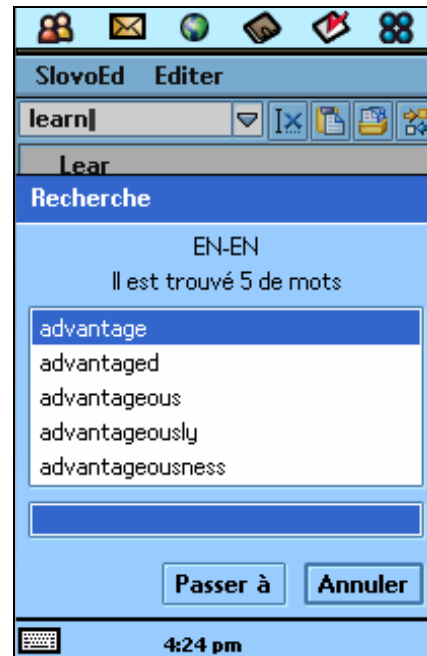 SlovoEd Editer
learn
Lear
Recherche
EN-EN
Il est trouvé 5 de mots
advantage
advantaged
advantageous
advantageously
advantageousness
Passer à Annuler
4:24 pm